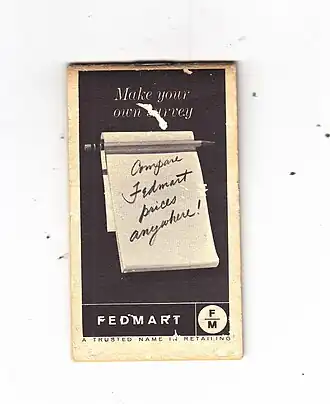 Make your
own survey
Compare
Fedmart
prices
anywhere!
FEDMART
F
M
A TRUSTED NAME IN RETAILING